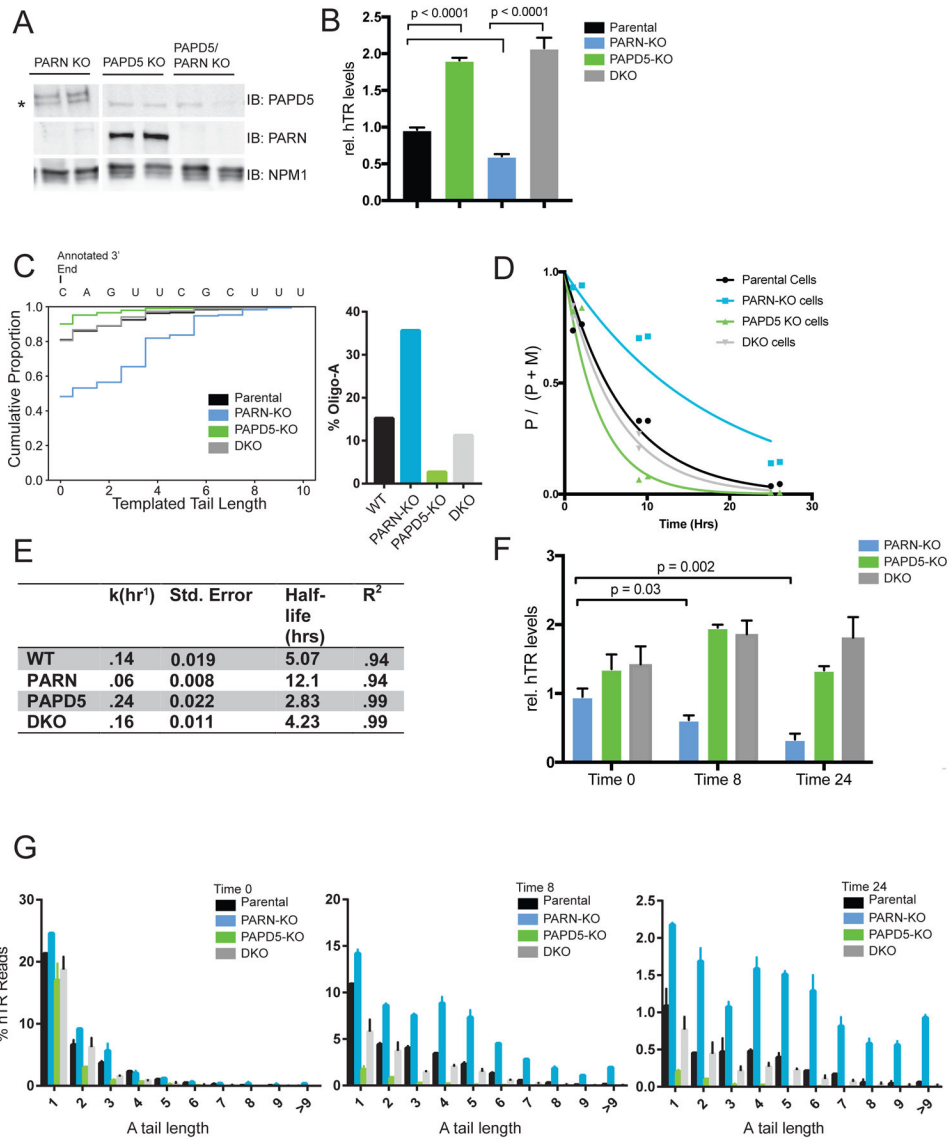 A
PARN KO
PAPD5 KO
PAPD5/
PARN KO
*
IB: PAPD5
IB: PARN
IB: NPM1
B
p < 0.0001
p < 0.0001
2.5
2.0
1.5
1.0
0.5
0.0
rel. hTR levels
Parental
PARN-KO
PAPD5-KO
DKO
C
Annotated 3'
End
C A G U U C G C U U U
1.0
0.8
0.6
0.4
0.2
0.0
Cumulative Proportion
Parental
PARN-KO
PAPD5-KO
DKO
0 2 4 6 8 10
Templated Tail Length
40
30
20
10
0
% Oligo-A
WT
PARN-KO
PAPD5-KO
DKO
D
1.0
0.5
0.0
P / (P + M)
Parental Cells
PARN-KO cells
PAPD5 KO cells
DKO cells
0 10 20 30
Time (Hrs)
E
k(hr¹) Std. Error Half-life (hrs) R²
WT .14 0.019 5.07 .94
PARN .06 0.008 12.1 .94
PAPD5 .24 0.022 2.83 .99
DKO .16 0.011 4.23 .99
F
PARN-KO
PAPD5-KO
DKO
p = 0.002
p = 0.03
3
2
1
0
rel. hTR levels
Time 0 Time 8 Time 24
G
Time 0
Parental
PARN-KO
PAPD5-KO
DKO
30
20
10
0
% hTR Reads
1 2 3 4 5 6 7 8 9 >9
A tail length
Time 8
Parental
PARN-KO
PAPD5-KO
DKO
20
15
10
5
0
1 2 3 4 5 6 7 8 9 >9
A tail length
Time 24
Parental
PARN-KO
PAPD5-KO
DKO
2.5
2.0
1.5
1.0
0.5
0.0
1 2 3 4 5 6 7 8 9 >9
A tail length